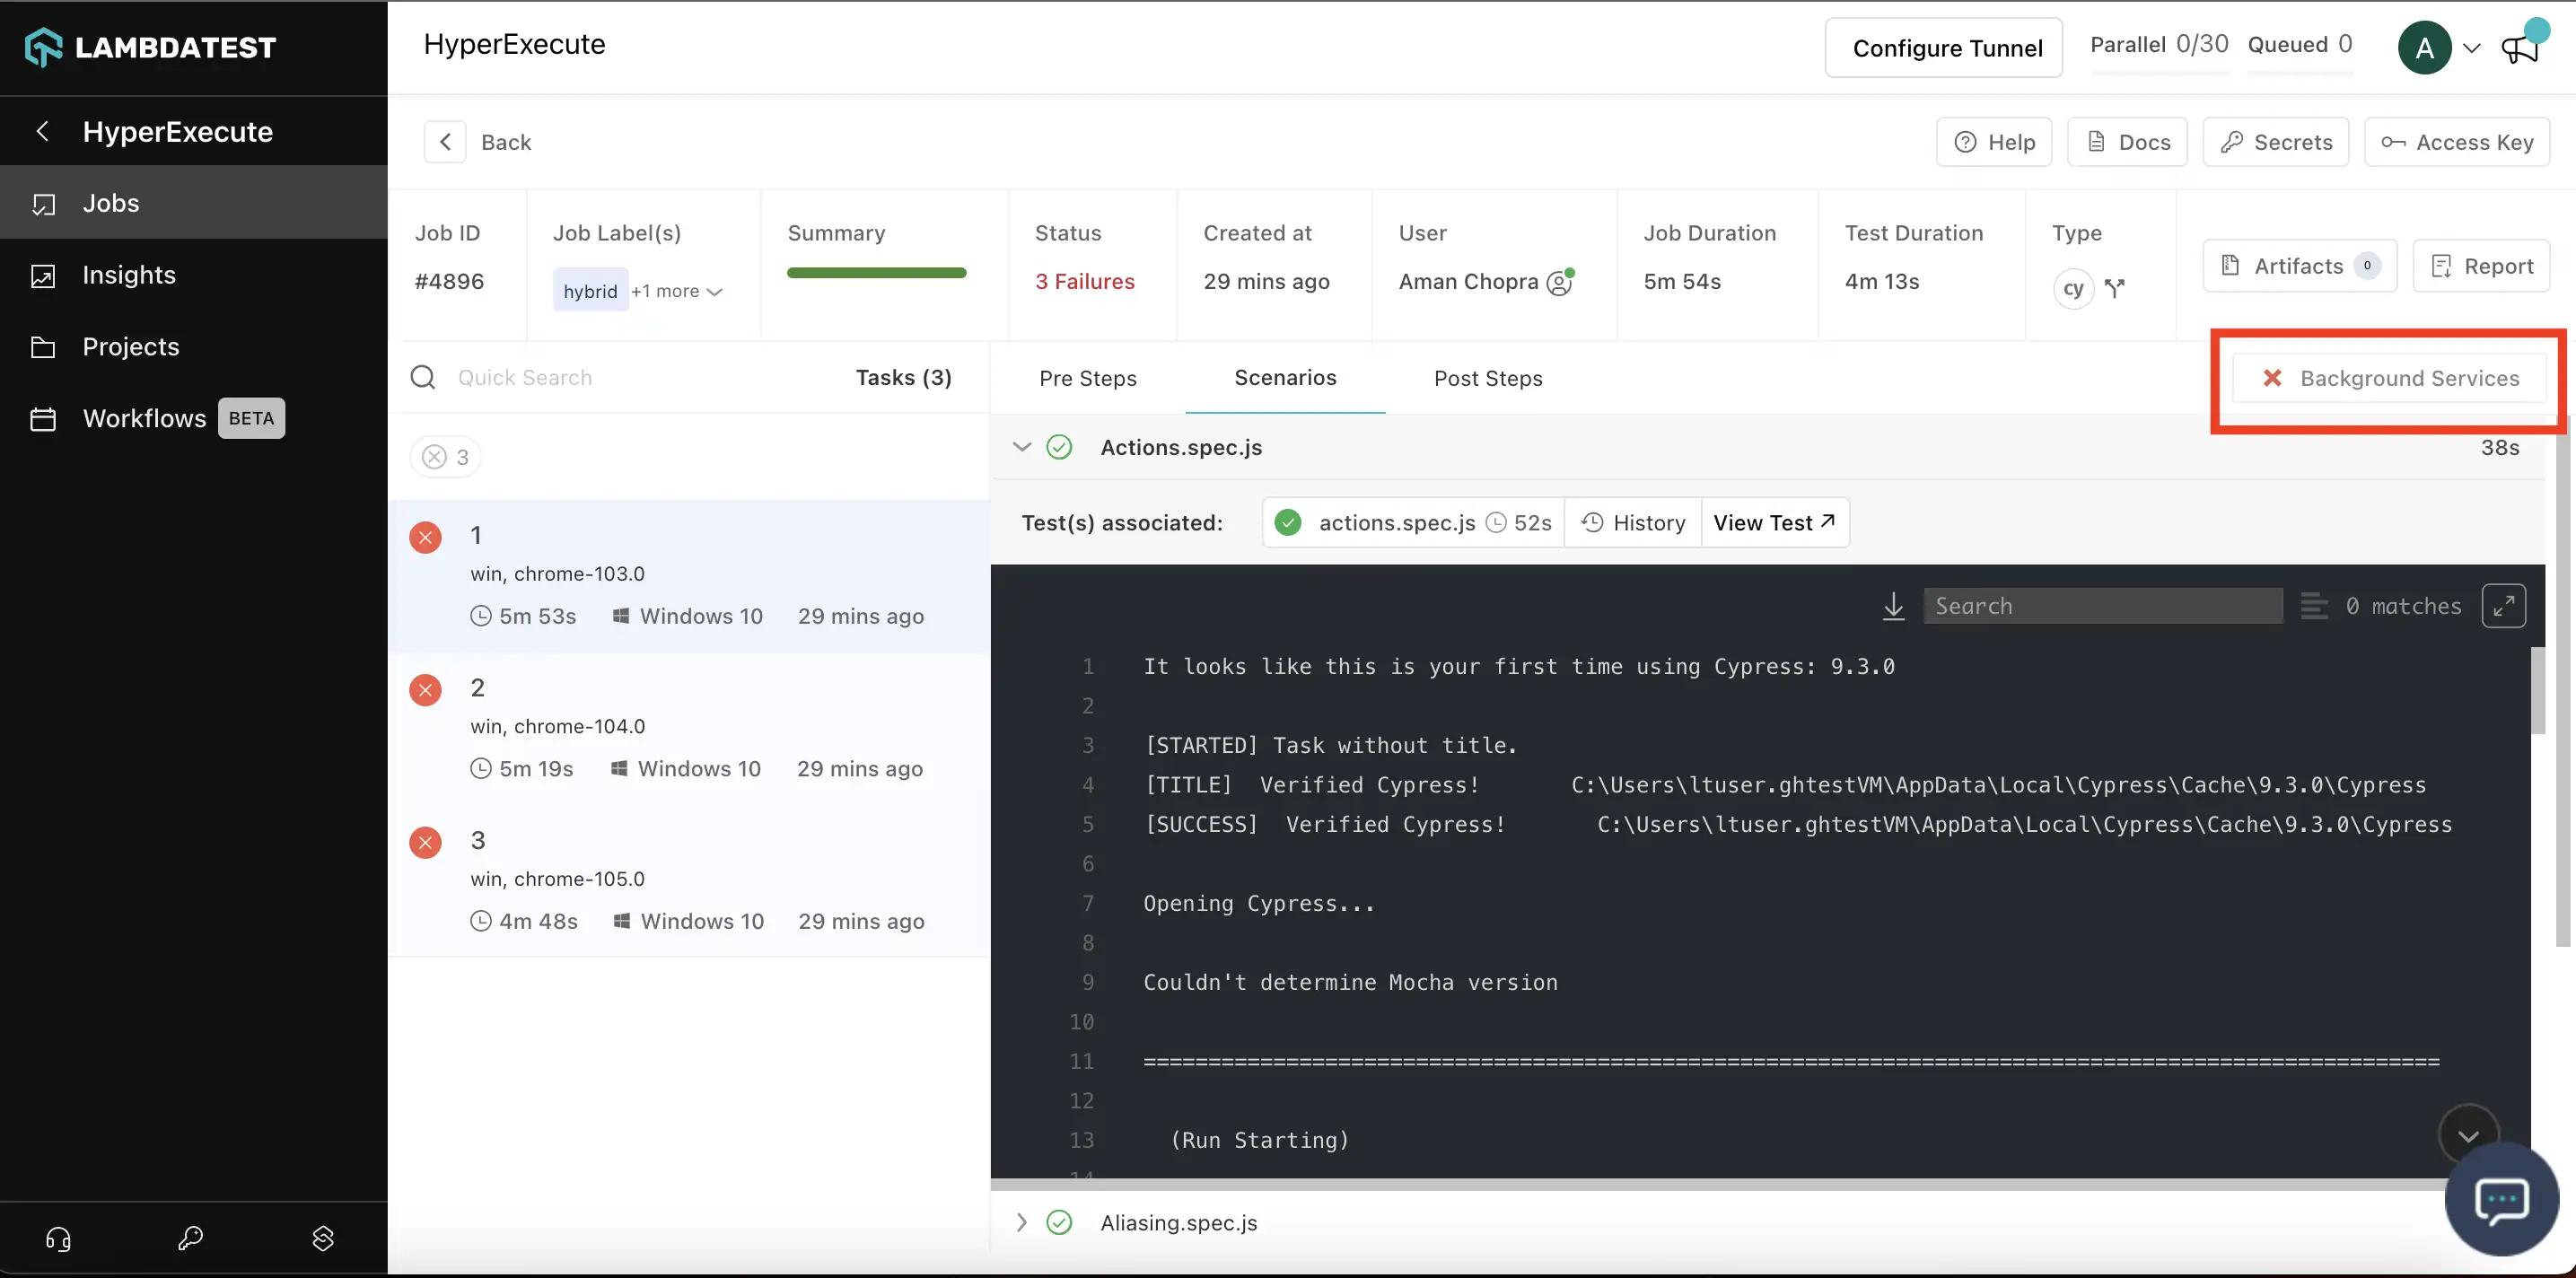 LAMBDATEST
HyperExecute
Configure Tunnel
Parallel 0/30
Queued 0
A
HyperExecute
Jobs
Insights
Projects
Workflows BETA
Back
Help
Docs
Secrets
Access Key
Job ID
#4896
Job Label(s)
hybrid +1 more
Summary
Status
3 Failures
Created at
29 mins ago
User
Aman Chopra
Job Duration
5m 54s
Test Duration
4m 13s
Type
cy
Artifacts 0
Report
Quick Search
Tasks (3)
3
1
win, chrome-103.0
5m 53s Windows 10 29 mins ago
2
win, chrome-104.0
5m 19s Windows 10 29 mins ago
3
win, chrome-105.0
4m 48s Windows 10 29 mins ago
Pre Steps
Scenarios
Post Steps
Background Services
Actions.spec.js
38s
Test(s) associated: actions.spec.js 52s History View Test
Search
0 matches
1 It looks like this is your first time using Cypress: 9.3.0
2
3 [STARTED] Task without title.
4 [TITLE]  Verified Cypress!       C:\Users\ltuser.ghtestVM\AppData\Local\Cypress\Cache\9.3.0\Cypress
5 [SUCCESS]  Verified Cypress!       C:\Users\ltuser.ghtestVM\AppData\Local\Cypress\Cache\9.3.0\Cypress
6
7 Opening Cypress...
8
9 Couldn't determine Mocha version
10
11 ====================================================================================================
12
13   (Run Starting)
14
Aliasing.spec.js